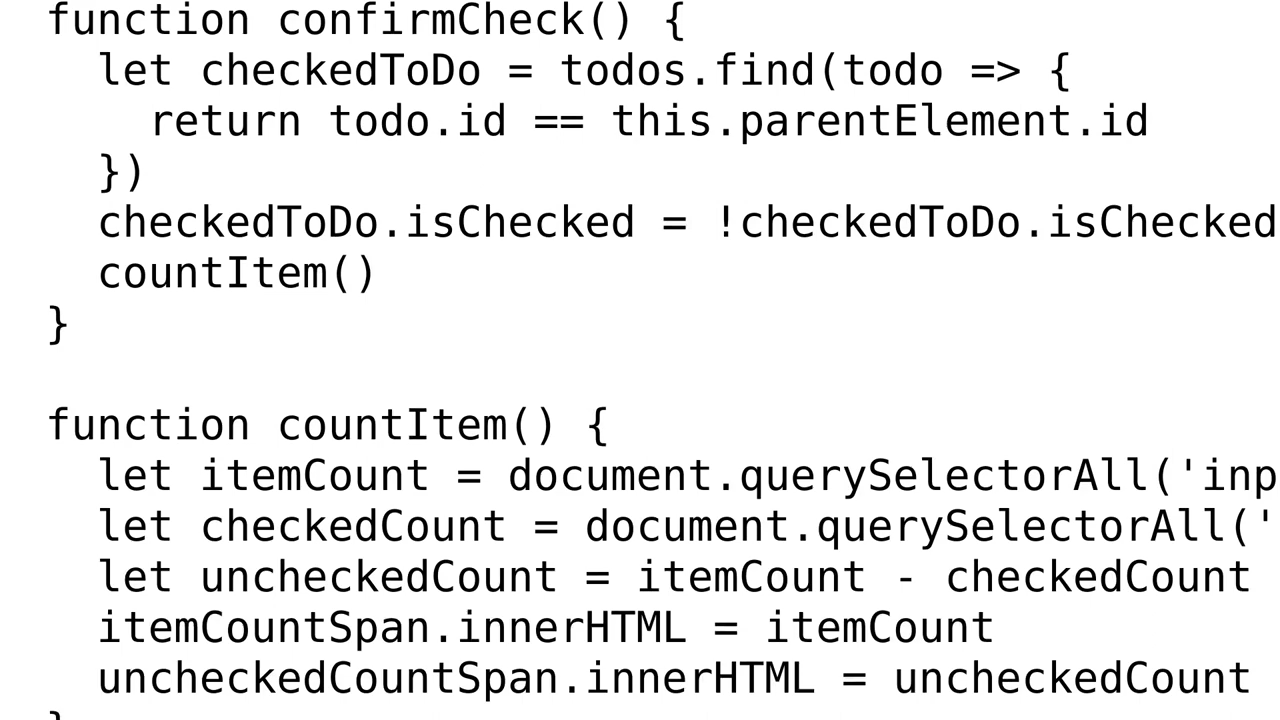 function confirmCheck() {
let checkedToDo = todos.find(todo => {
return todo.id == this.parentElement.id
})
checkedToDo.isChecked = !checkedToDo.isChecked
countItem()
}
function countItem() {
let itemCount = document.querySelectorAll('inp
let checkedCount = document.querySelectorAll('
let uncheckedCount = itemCount - checkedCount
itemCountSpan.innerHTML = itemCount
uncheckedCountSpan.innerHTML = uncheckedCount
}